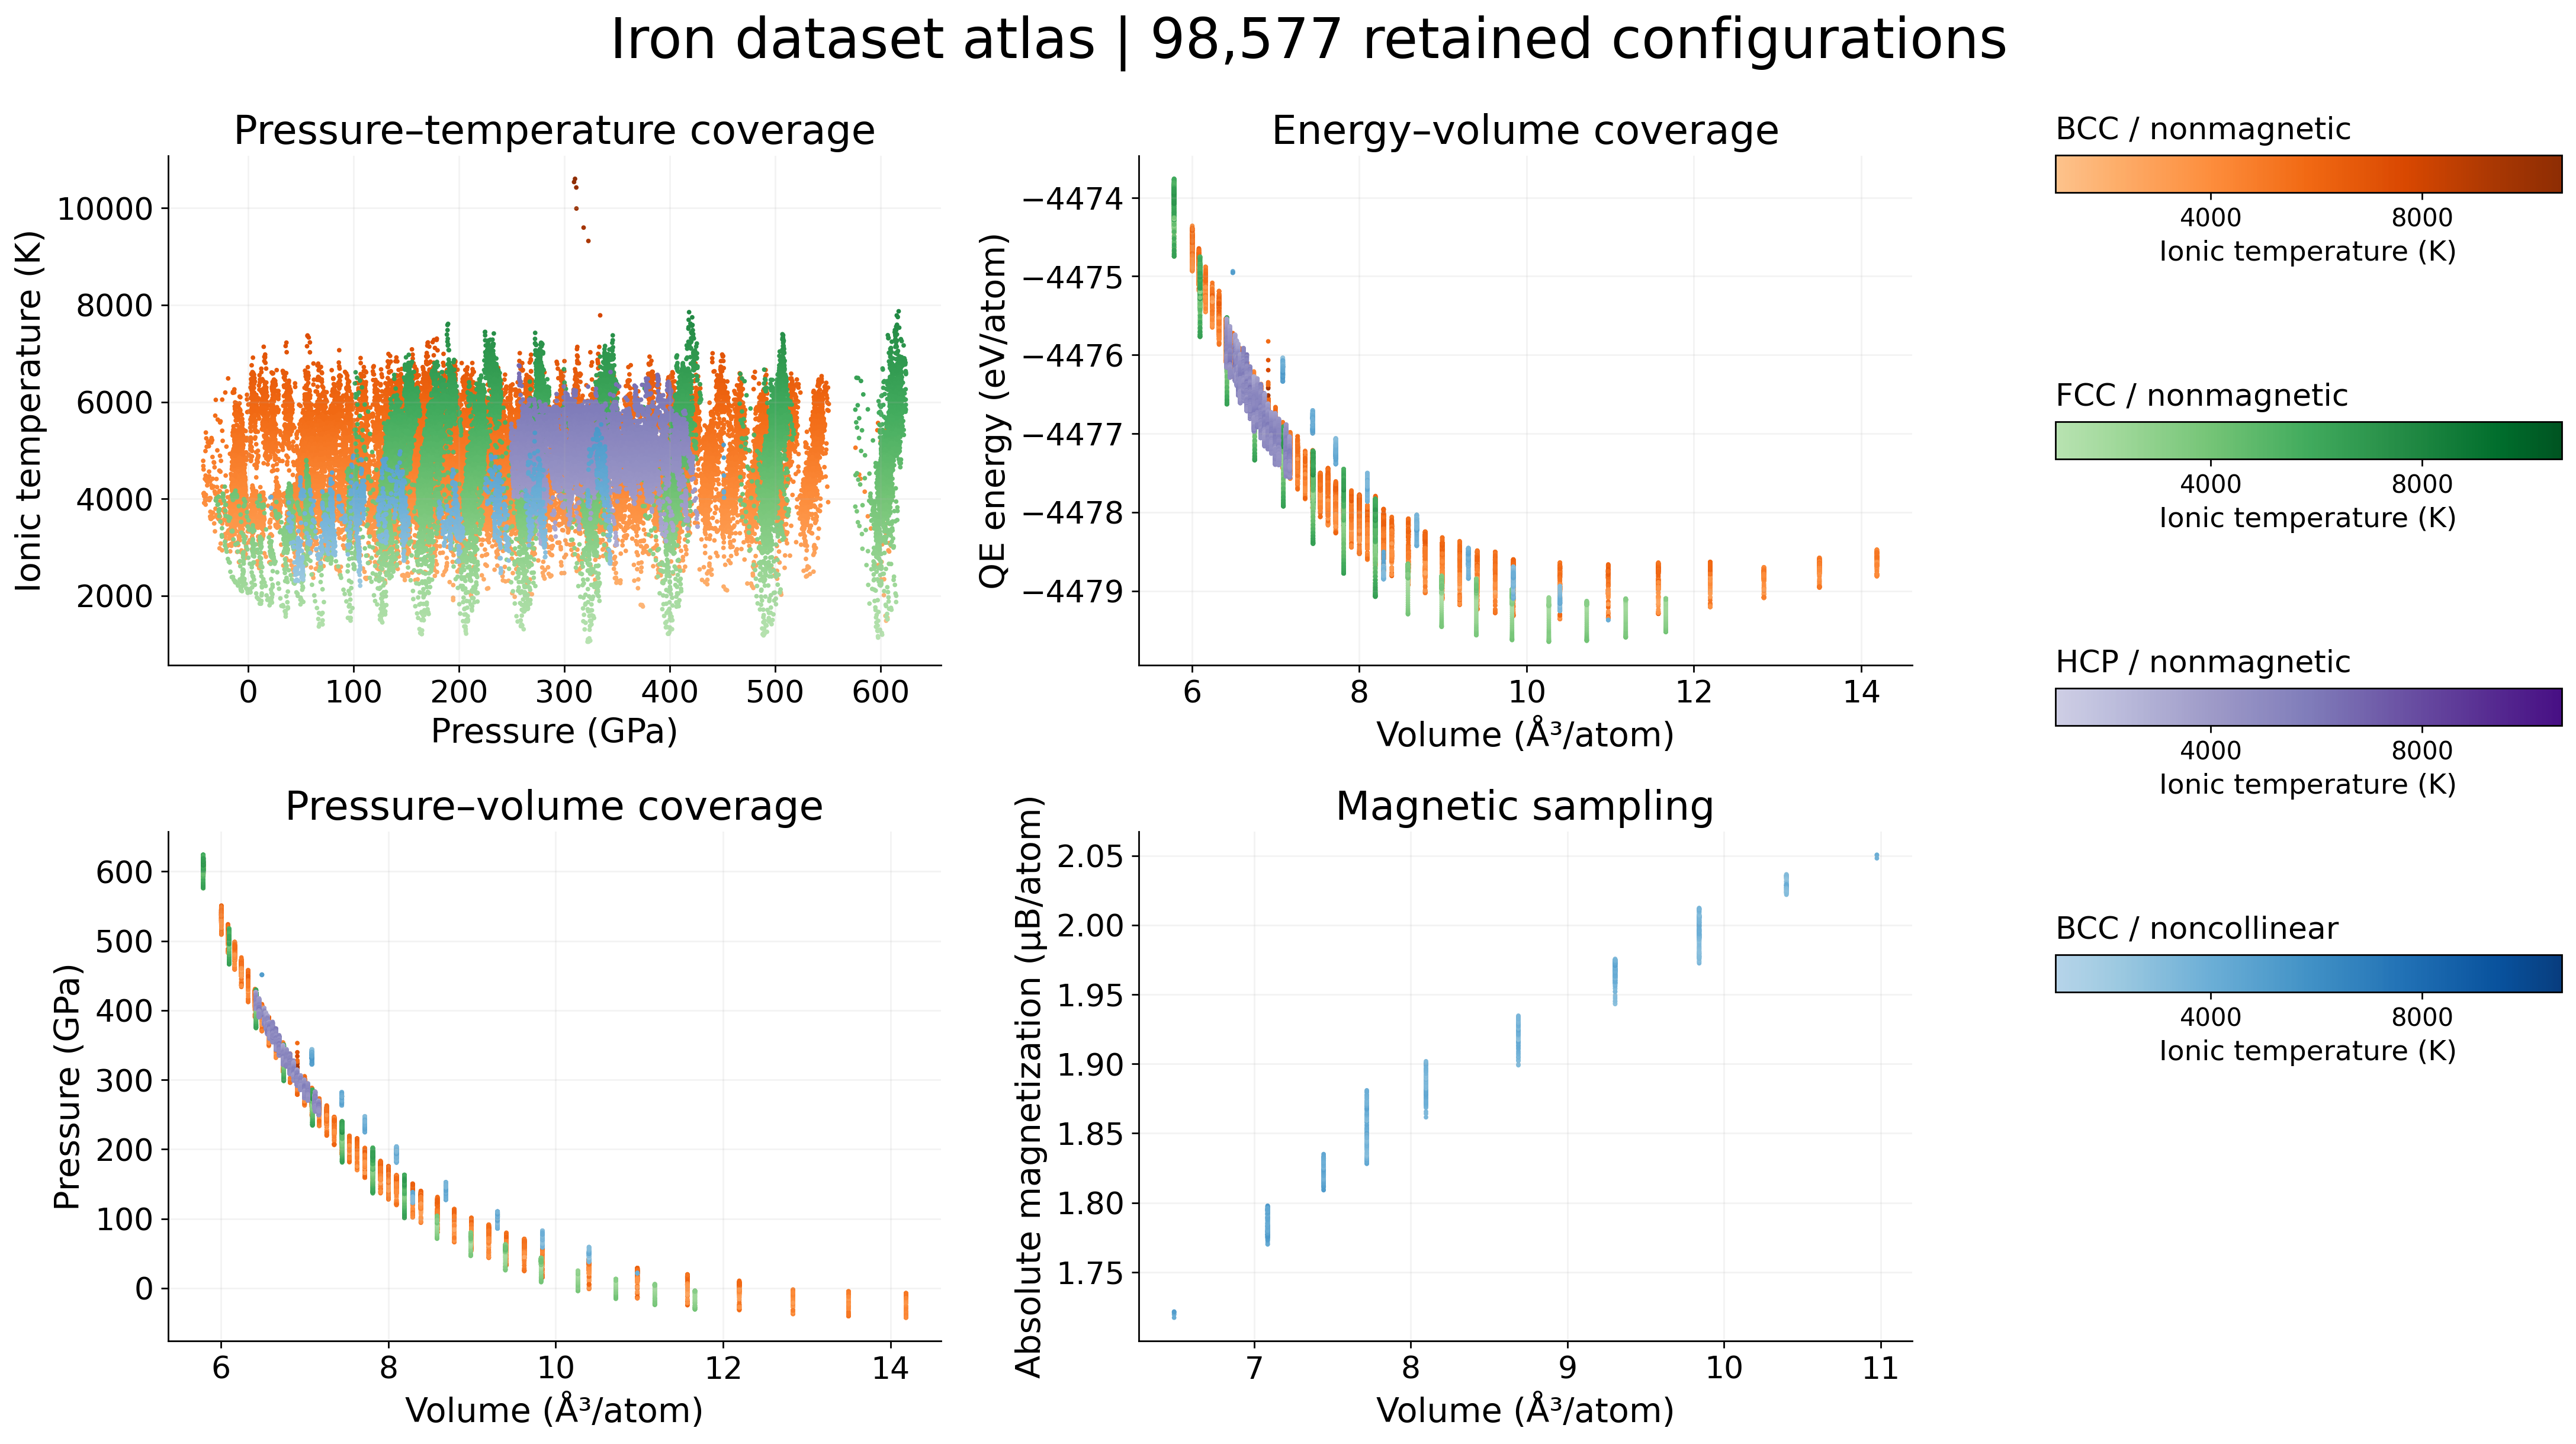 Iron dataset atlas | 98,577 retained configurations
Pressure–temperature coverage
Ionic temperature (K)
10000
8000
6000
4000
2000
0 100 200 300 400 500 600
Pressure (GPa)
Energy–volume coverage
QE energy (eV/atom)
−4474
−4475
−4476
−4477
−4478
−4479
6 8 10 12 14
Volume (Å³/atom)
Pressure–volume coverage
Pressure (GPa)
600
500
400
300
200
100
0
6 8 10 12 14
Volume (Å³/atom)
Magnetic sampling
Absolute magnetization (μB/atom)
2.05
2.00
1.95
1.90
1.85
1.80
1.75
7 8 9 10 11
Volume (Å³/atom)
BCC / nonmagnetic
4000 8000
Ionic temperature (K)
FCC / nonmagnetic
4000 8000
Ionic temperature (K)
HCP / nonmagnetic
4000 8000
Ionic temperature (K)
BCC / noncollinear
4000 8000
Ionic temperature (K)